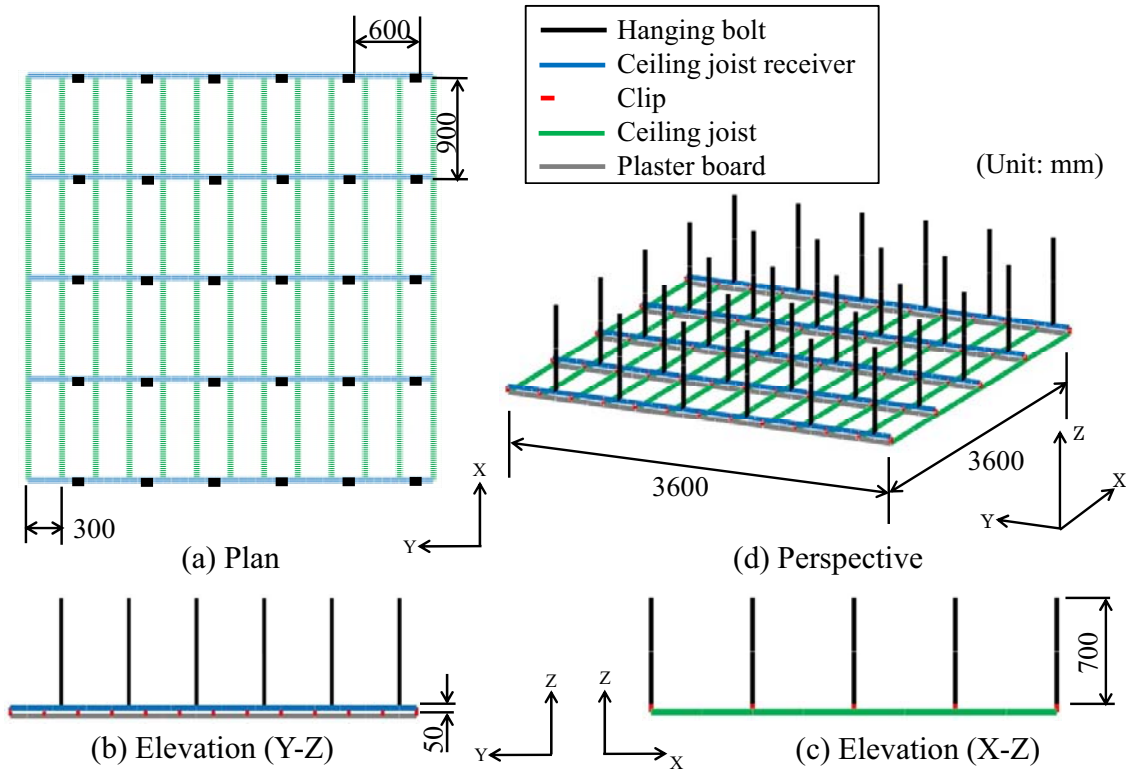 600
900
300
X
Y
(a) Plan
Hanging bolt
Ceiling joist receiver
Clip
Ceiling joist
Plaster board
(Unit: mm)
3600
3600
Z
X
Y
(d) Perspective
50
Z
Y
(b) Elevation (Y-Z)
700
Z
X
(c) Elevation (X-Z)